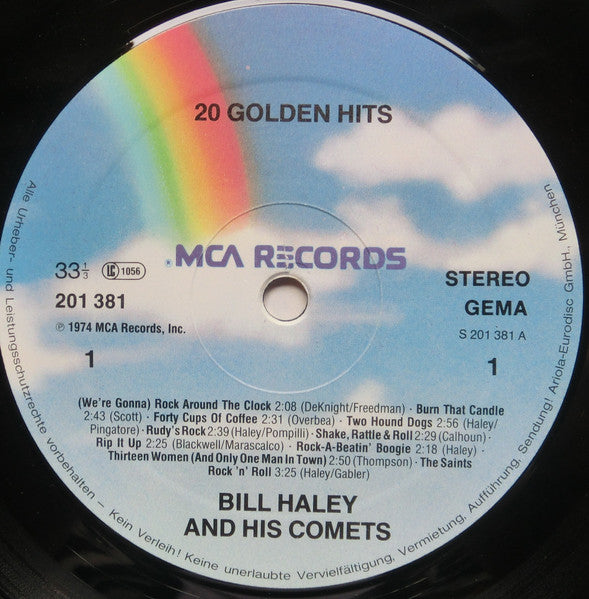 20 GOLDEN HITS
MCA RECORDS
33 1/3 LC 1056
201 381
℗ 1974 MCA Records, Inc.
1
STEREO
GEMA
S 201 381 A
1
(We're Gonna) Rock Around The Clock 2:08 (DeKnight/Freedman) · Burn That Candle
2:43 (Scott) · Forty Cups Of Coffee 2:31 (Overbea) · Two Hound Dogs 2:56 (Haley/
Pingatore) · Rudy's Rock 2:39 (Haley/Pompilli) · Shake, Rattle & Roll 2:29 (Calhoun) ·
Rip It Up 2:25 (Blackwell/Marascalco) · Rock-A-Beatin' Boogie 2:18 (Haley) ·
Thirteen Women (And Only One Man In Town) 2:50 (Thompson) · The Saints
Rock 'n' Roll 3:25 (Haley/Gabler)
BILL HALEY
AND HIS COMETS
Alle Urheber- und Leistungsschutzrechte vorbehalten – Kein Verleih! Keine unerlaubte Vervielfältigung, Vermietung, Aufführung, Sendung! Ariola-Eurodisc GmbH., München.